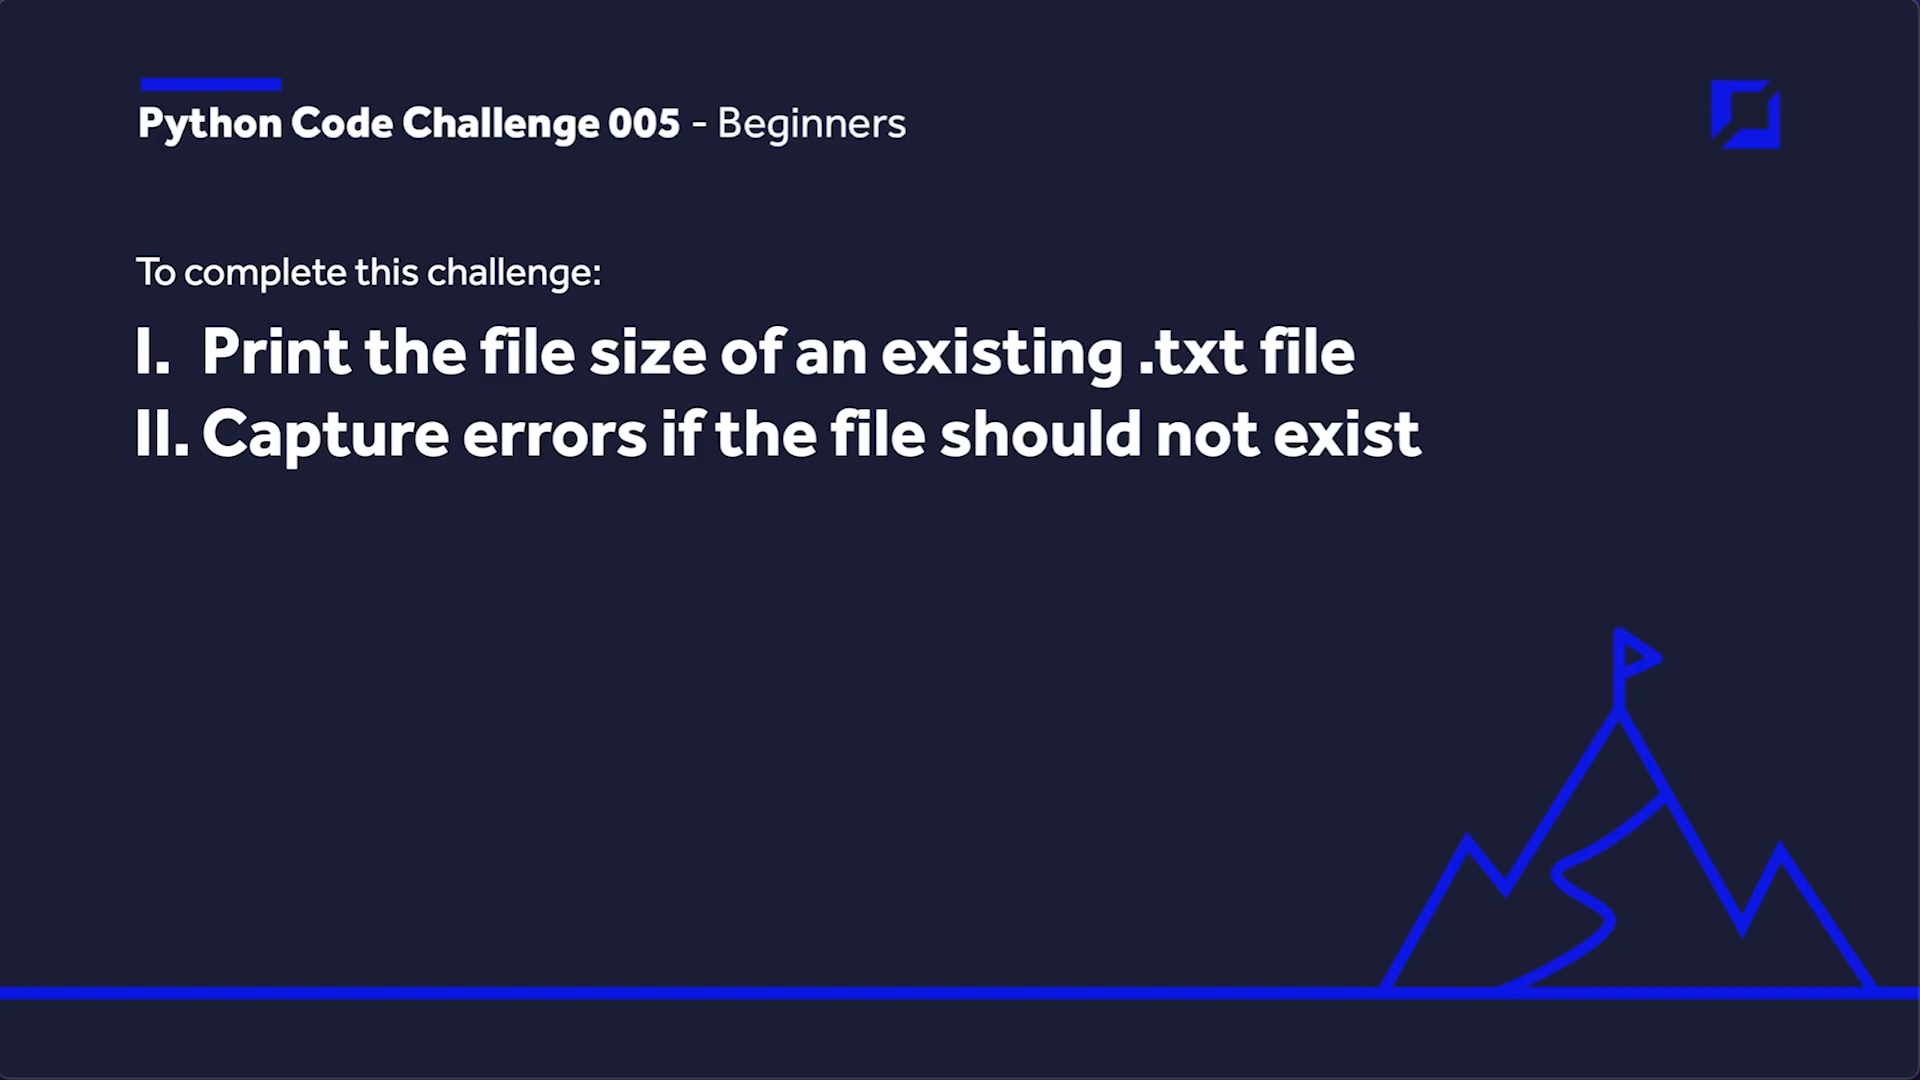 Python Code Challenge 005 - Beginners
To complete this challenge:
I. Print the file size of an existing .txt file
II. Capture errors if the file should not exist